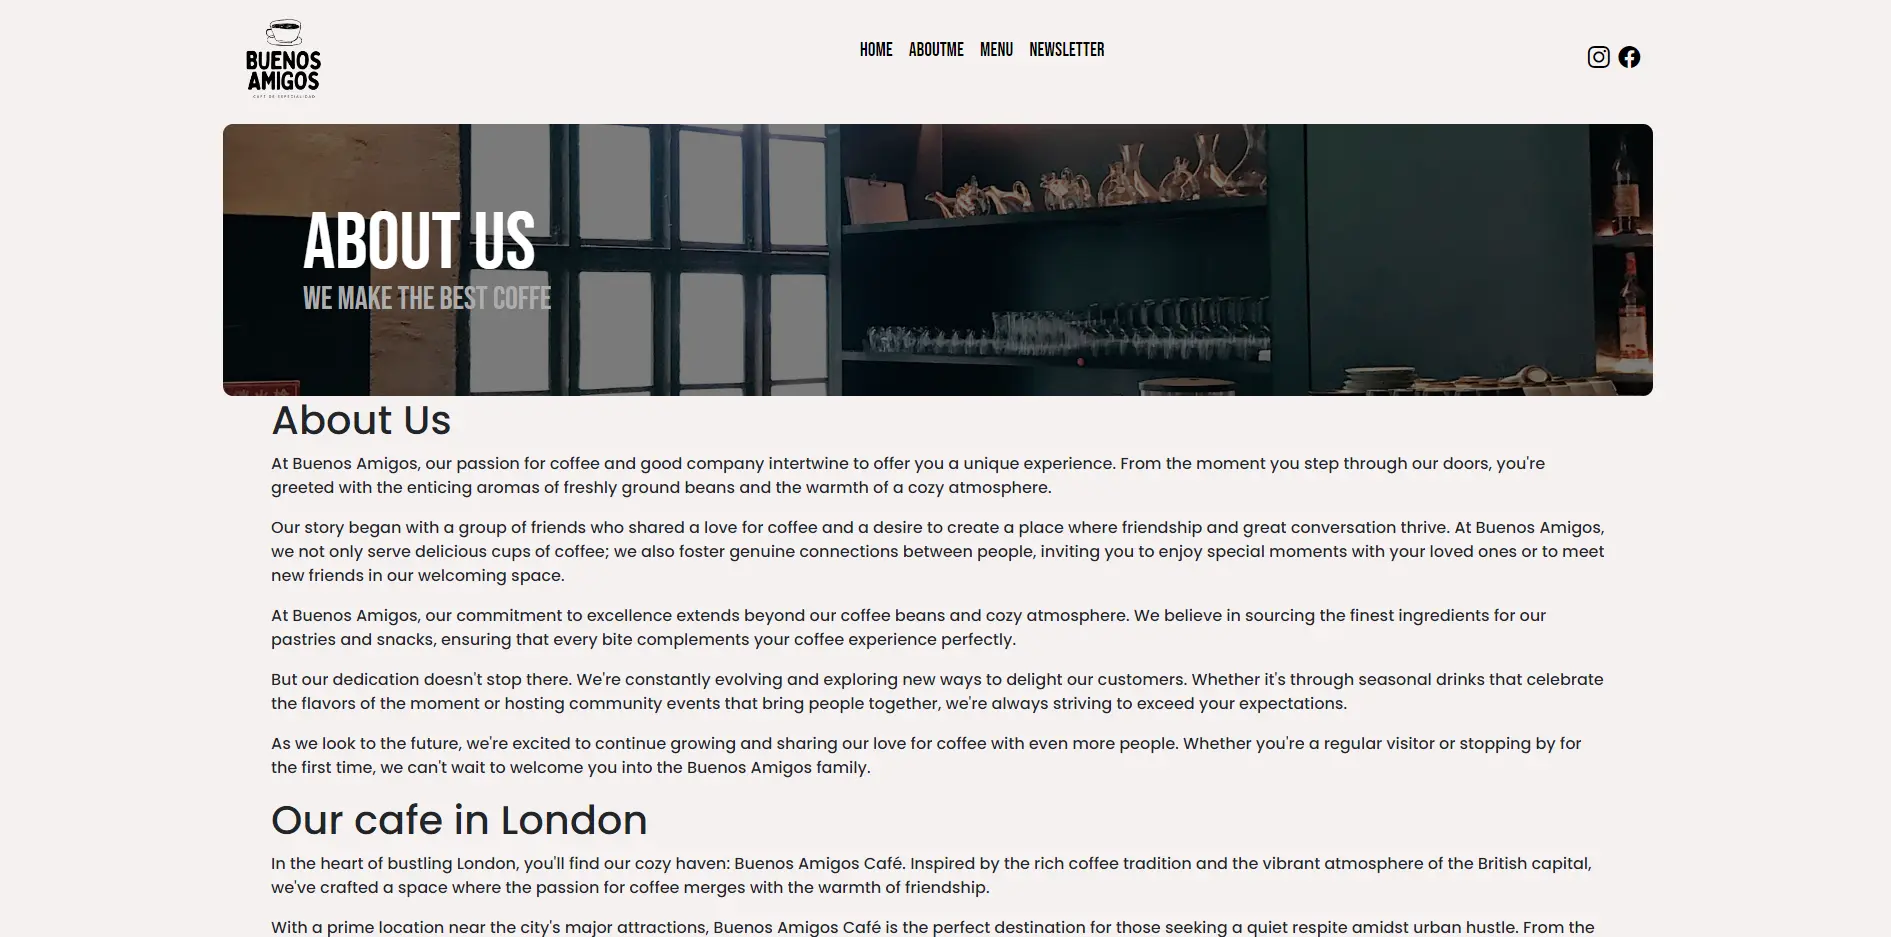 BUENOS
AMIGOS
CAFÉ DE ESPECIALIDAD
HOME ABOUTME MENU NEWSLETTER
ABOUT US
WE MAKE THE BEST COFFE
About Us
At Buenos Amigos, our passion for coffee and good company intertwine to offer you a unique experience. From the moment you step through our doors, you're
greeted with the enticing aromas of freshly ground beans and the warmth of a cozy atmosphere.
Our story began with a group of friends who shared a love for coffee and a desire to create a place where friendship and great conversation thrive. At Buenos Amigos,
we not only serve delicious cups of coffee; we also foster genuine connections between people, inviting you to enjoy special moments with your loved ones or to meet
new friends in our welcoming space.
At Buenos Amigos, our commitment to excellence extends beyond our coffee beans and cozy atmosphere. We believe in sourcing the finest ingredients for our
pastries and snacks, ensuring that every bite complements your coffee experience perfectly.
But our dedication doesn't stop there. We're constantly evolving and exploring new ways to delight our customers. Whether it's through seasonal drinks that celebrate
the flavors of the moment or hosting community events that bring people together, we're always striving to exceed your expectations.
As we look to the future, we're excited to continue growing and sharing our love for coffee with even more people. Whether you're a regular visitor or stopping by for
the first time, we can't wait to welcome you into the Buenos Amigos family.
Our cafe in London
In the heart of bustling London, you'll find our cozy haven: Buenos Amigos Café. Inspired by the rich coffee tradition and the vibrant atmosphere of the British capital,
we've crafted a space where the passion for coffee merges with the warmth of friendship.
With a prime location near the city's major attractions, Buenos Amigos Café is the perfect destination for those seeking a quiet respite amidst urban hustle. From the